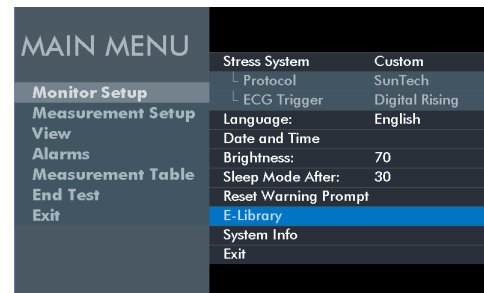 MAIN MENU
Monitor Setup
Measurement Setup
View
Alarms
Measurement Table
End Test
Exit
Stress System Custom
Protocol SunTech
ECG Trigger Digital Rising
Language: English
Date and Time
Brightness: 70
Sleep Mode After: 30
Reset Warning Prompt
E-Library
System Info
Exit